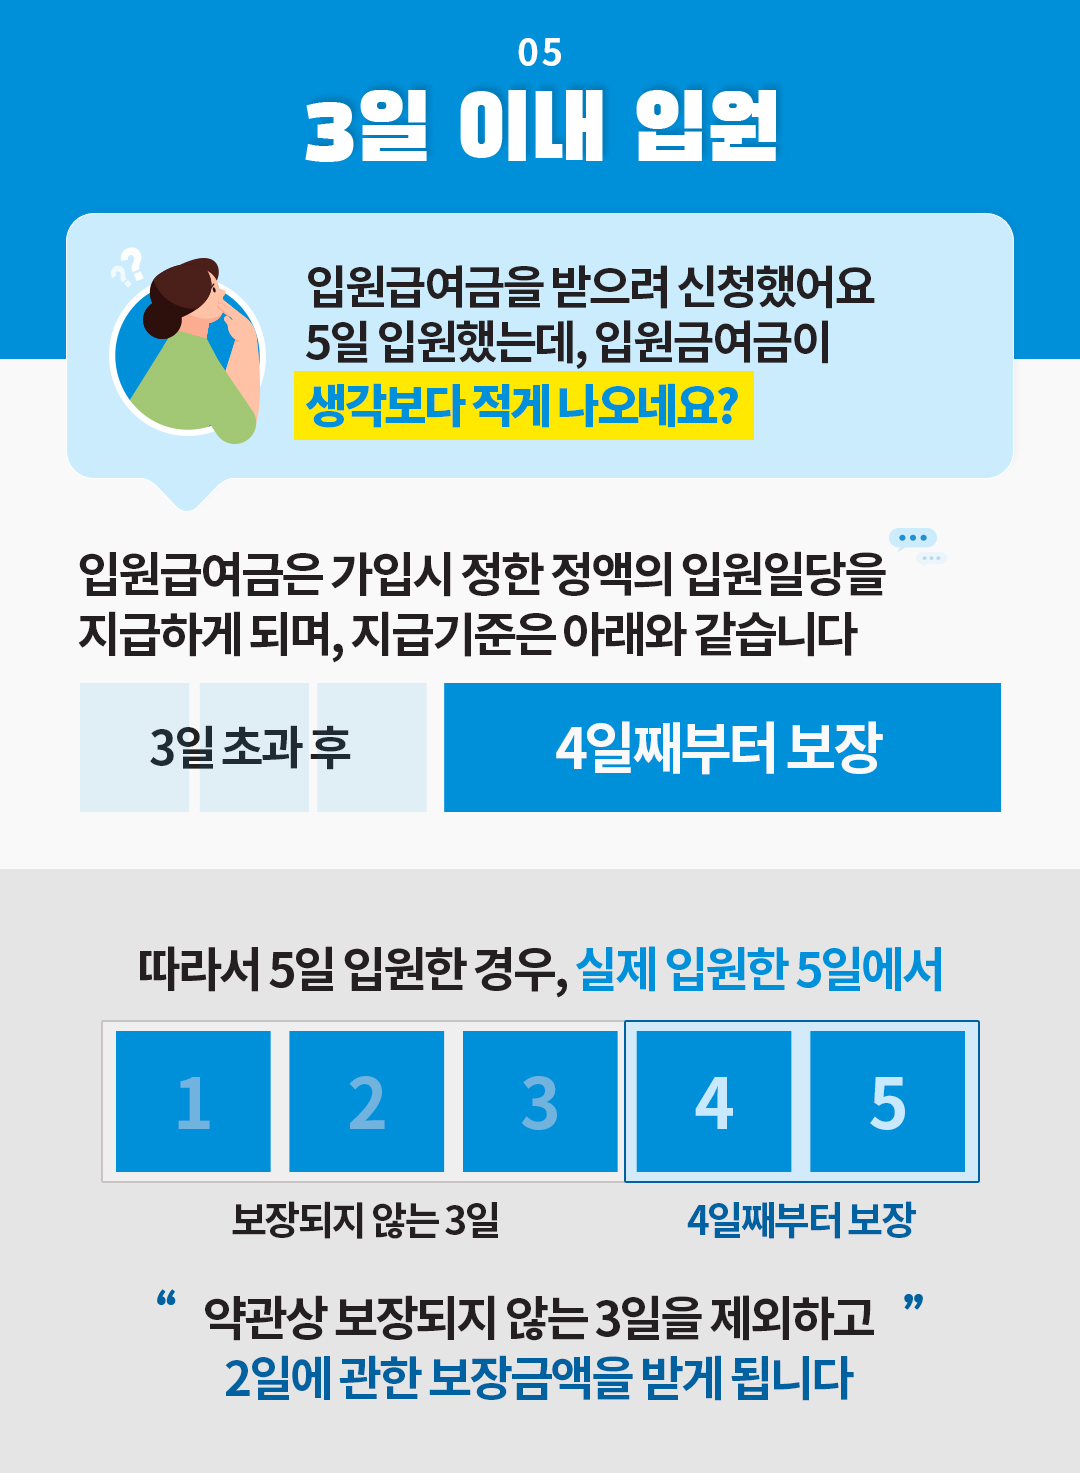 05
3일 이내 입원
??
입원급여금을 받으려 신청했어요
5일 입원했는데, 입원금여금이
생각보다 적게 나오네요?
입원급여금은 가입시 정한 정액의 입원일당을
지급하게 되며, 지급기준은 아래와 같습니다
3일 초과 후
4일째부터 보장
따라서 5일 입원한 경우, 실제 입원한 5일에서
1 2 3 4 5
보장되지 않는 3일
4일째부터 보장
“ 약관상 보장되지 않는 3일을 제외하고 ”
2일에 관한 보장금액을 받게 됩니다